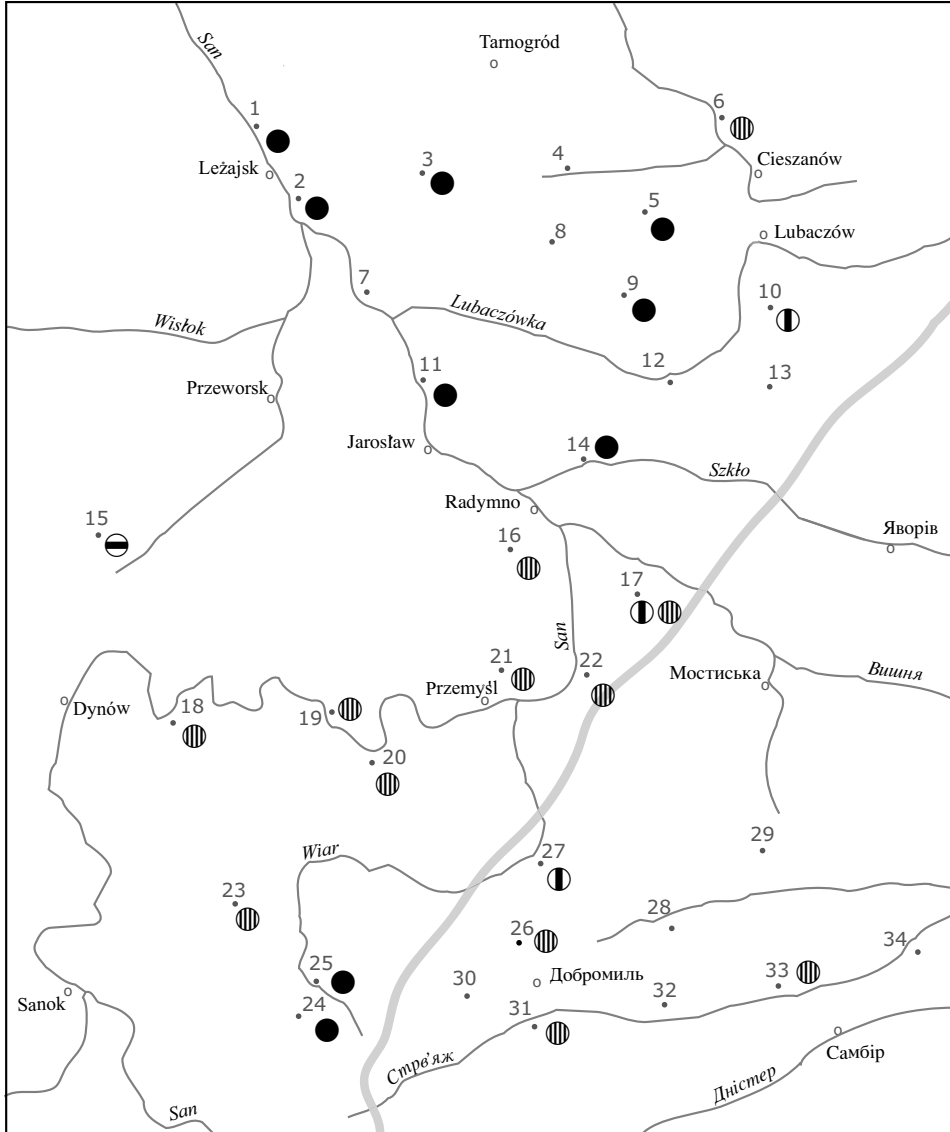 San
Tarnogród
6
1
3
4
Cieszanów
Leżajsk
2
5
8
Lubaczów
7
9
10
Lubaczówka
Wisłok
11
12
13
Przeworsk
Jarosław
14
Szkło
Radymno
15
16
Яворів
17
San
21
22
Мостиська
Вишня
Przemyśl
Dynów
18
19
20
Wiar
27
29
23
28
26
34
25
33
Sanok
30
Добромиль
24
31
32
Самбір
Стрв’яж
Дністер
San